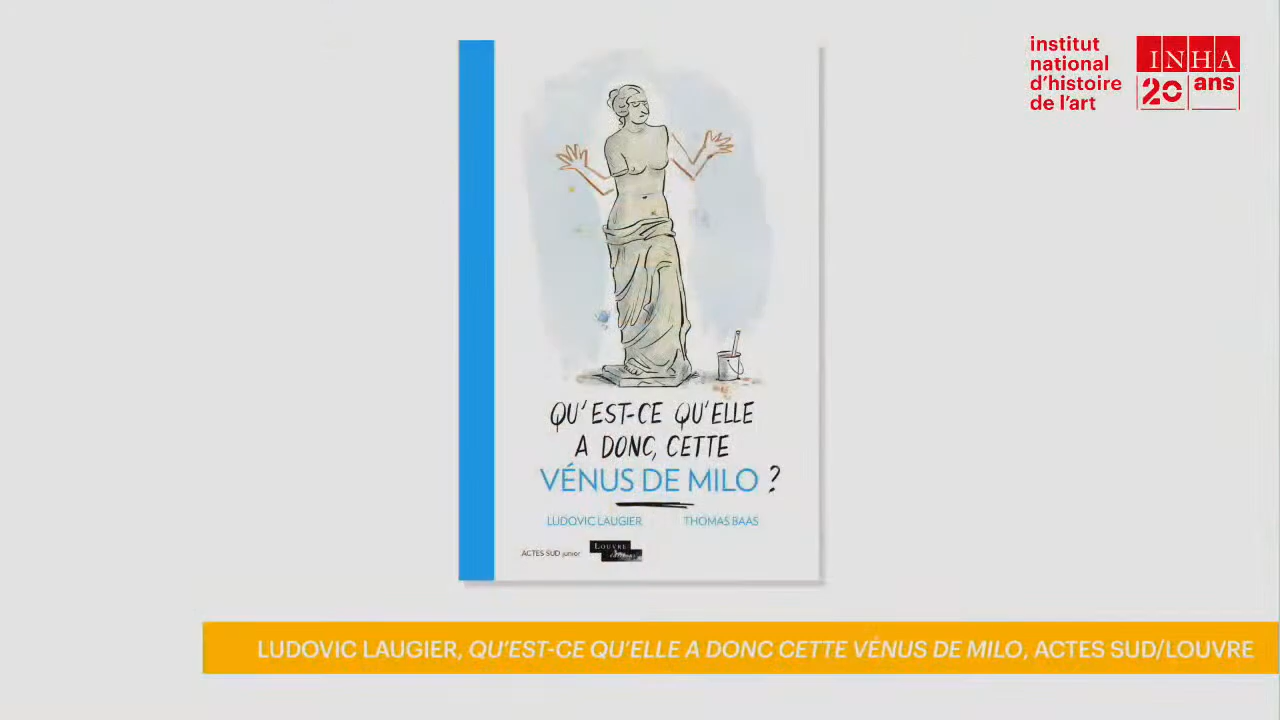 institut
national
d'histoire
de l'art
INHA
20 ans
QU'EST-CE QU'ELLE
A DONC, CETTE
VÉNUS DE MILO ?
LUDOVIC LAUGIER THOMAS BAAS
ACTES SUD junior LOUVRE éditions
LUDOVIC LAUGIER, QU'EST-CE QU'ELLE A DONC CETTE VÉNUS DE MILO, ACTES SUD/LOUVRE